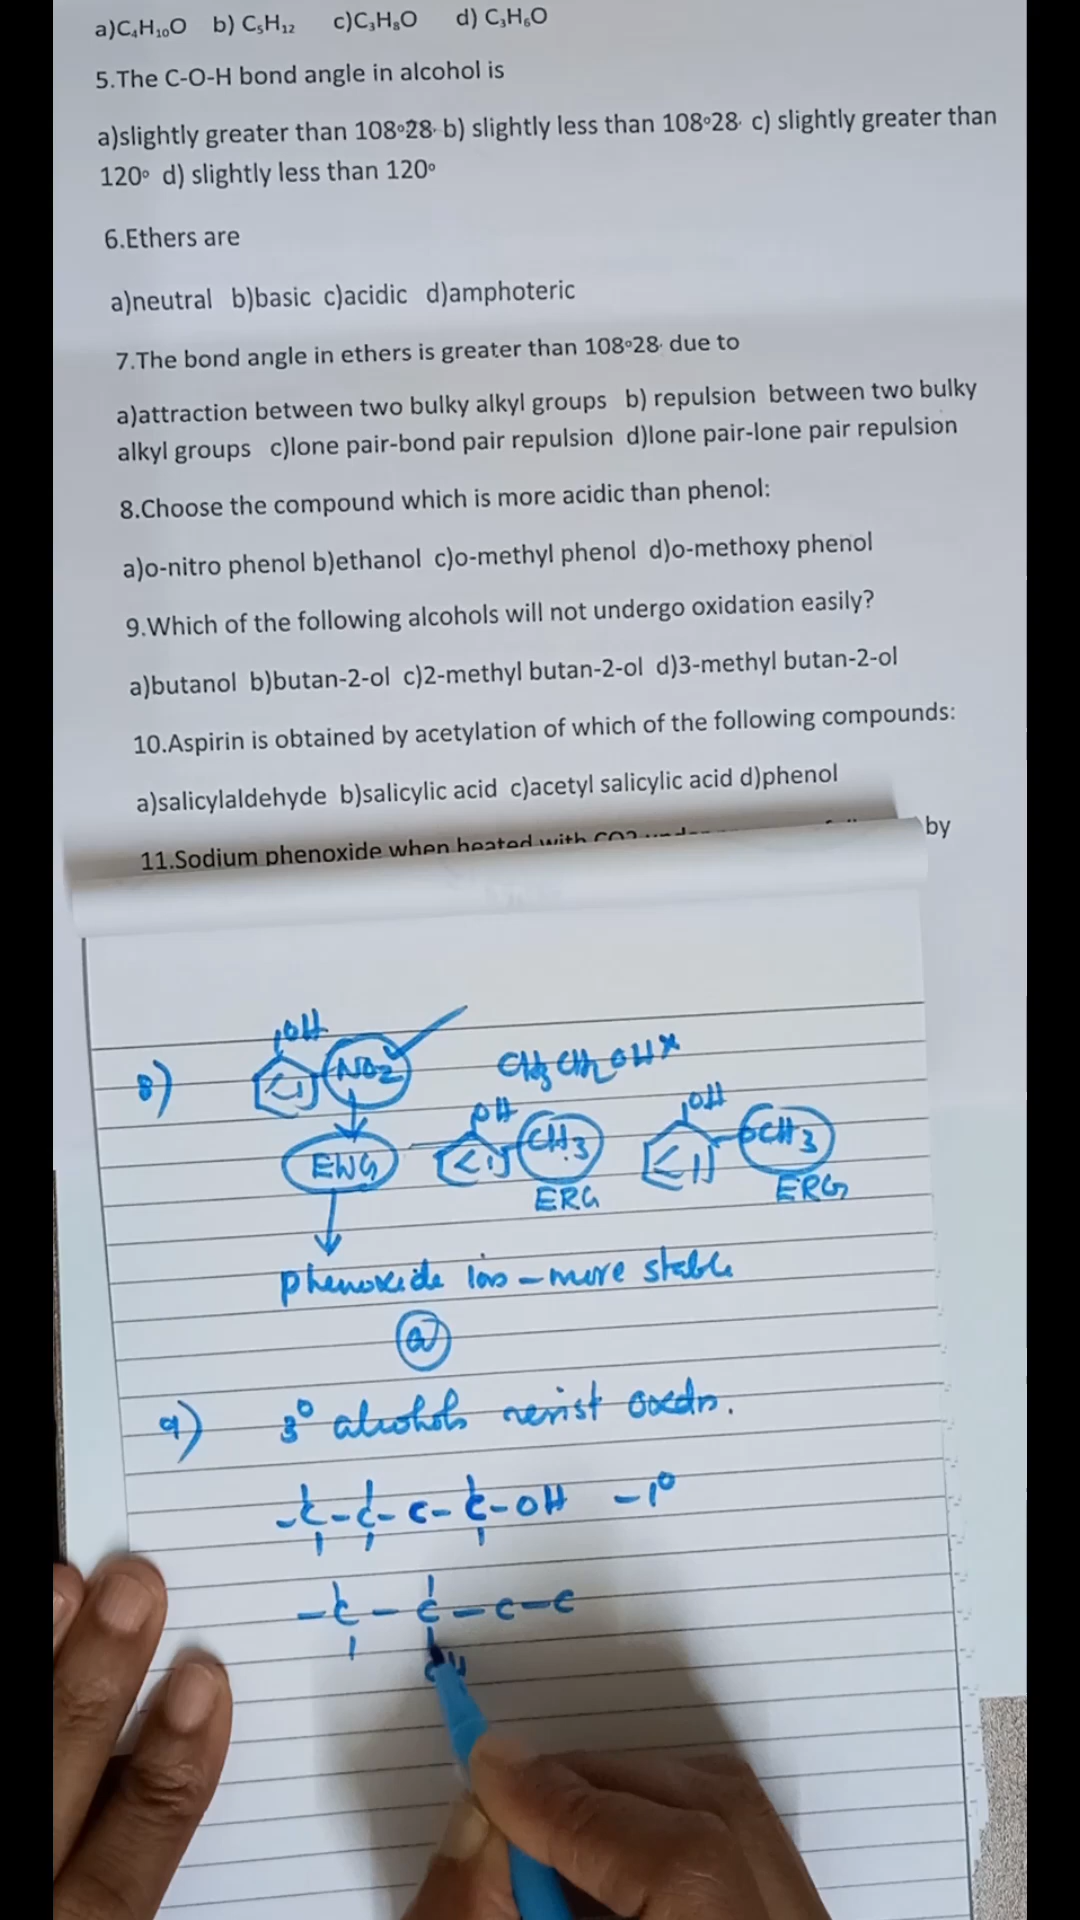 a)C₄H₁₀O b) C₅H₁₂ c)C₃H₈O d) C₃H₆O
5.The C-O-H bond angle in alcohol is
a)slightly greater than 108°28' b) slightly less than 108°28' c) slightly greater than
120° d) slightly less than 120°
6.Ethers are
a)neutral b)basic c)acidic d)amphoteric
7.The bond angle in ethers is greater than 108°28' due to
a)attraction between two bulky alkyl groups b) repulsion between two bulky
alkyl groups c)lone pair-bond pair repulsion d)lone pair-lone pair repulsion
8.Choose the compound which is more acidic than phenol:
a)o-nitro phenol b)ethanol c)o-methyl phenol d)o-methoxy phenol
9.Which of the following alcohols will not undergo oxidation easily?
a)butanol b)butan-2-ol c)2-methyl butan-2-ol d)3-methyl butan-2-ol
10.Aspirin is obtained by acetylation of which of the following compounds:
a)salicylaldehyde b)salicylic acid c)acetyl salicylic acid d)phenol
11.Sodium phenoxide when heated with CO2 by
8) OH NO₂ CH₃CH₂OH x
EWG OH CH₃ OH OCH₃
ERG ERG
phenoxide ion - more stable
a
9) 3° alcohols resist oxdn.
-C-C-C-C-OH -1°
-C-C-C-C
OH